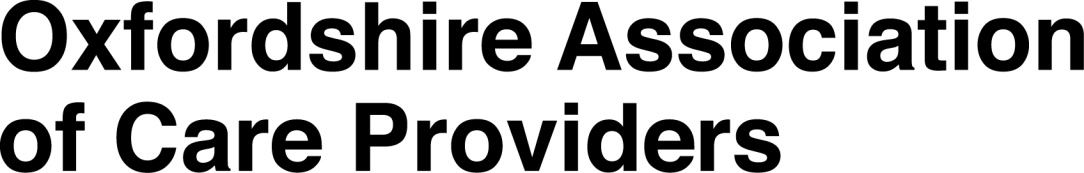 Oxfordshire Association
of Care Providers